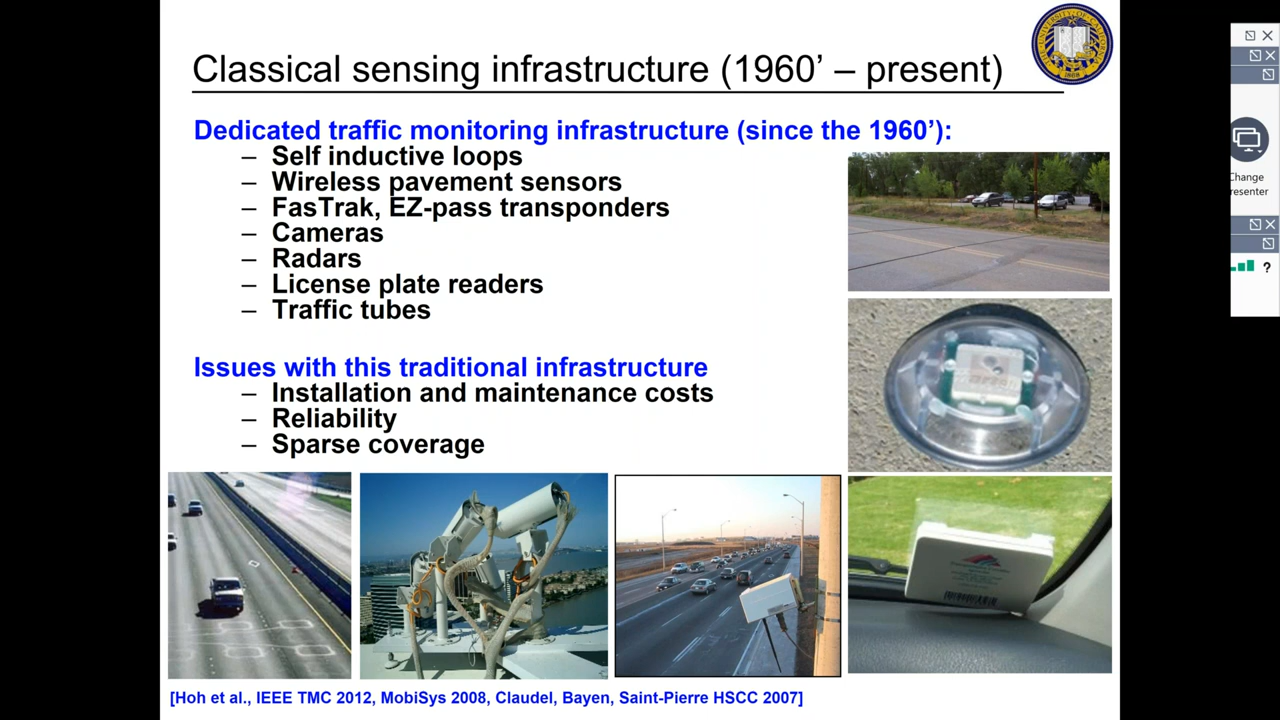 Classical sensing infrastructure (1960’ – present)
Dedicated traffic monitoring infrastructure (since the 1960’):
– Self inductive loops
– Wireless pavement sensors
– FasTrak, EZ-pass transponders
– Cameras
– Radars
– License plate readers
– Traffic tubes
Issues with this traditional infrastructure
– Installation and maintenance costs
– Reliability
– Sparse coverage
[Hoh et al., IEEE TMC 2012, MobiSys 2008, Claudel, Bayen, Saint-Pierre HSCC 2007]
Change
resenter
?
1868